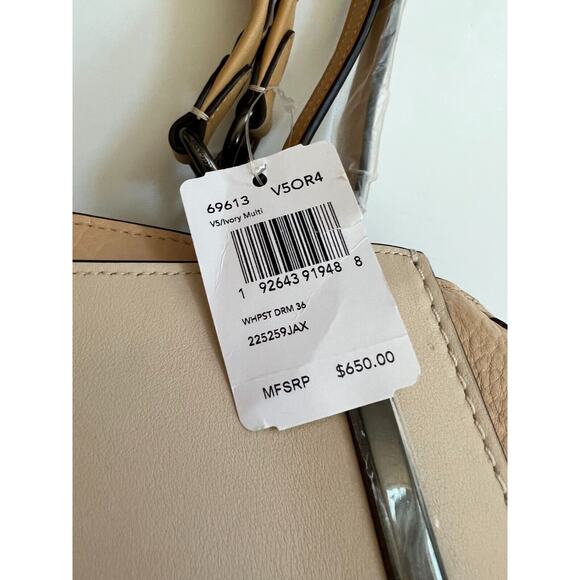 69613 V5OR4
V5/Ivory Multi
1 92643 91948 8
WHPST DRM 36
225259JAX
MFSRP $650.00